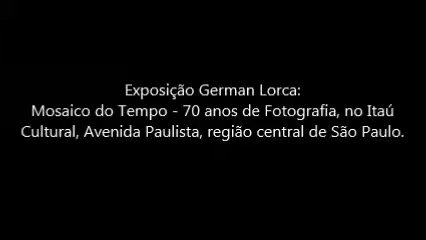 Exposição German Lorca:
Mosaico do Tempo - 70 anos de Fotografia, no Itaú
Cultural, Avenida Paulista, região central de São Paulo.